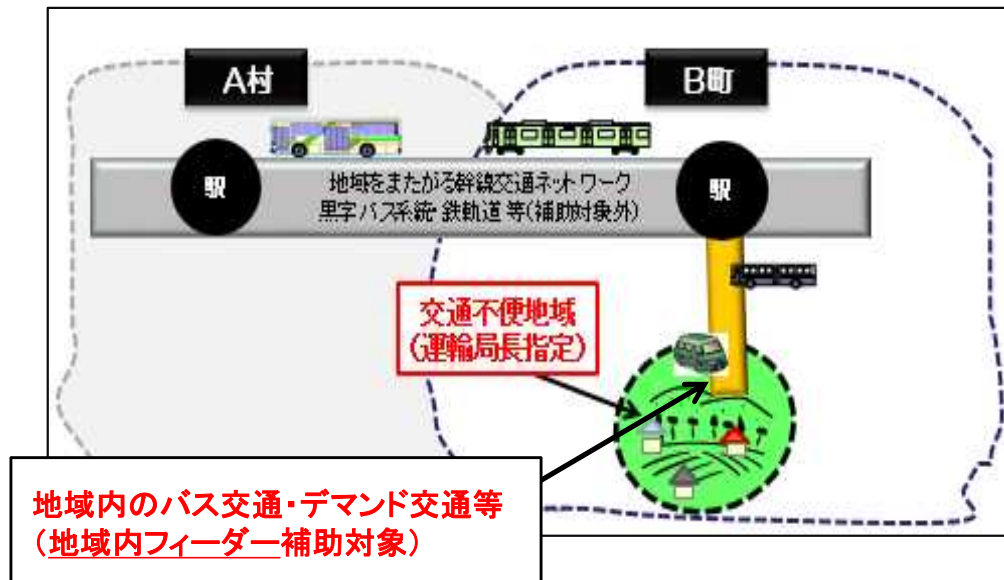 A村
B町
駅
地域をまたがる幹線交通ネットワーク
黒字バス系統・鉄軌道等(補助対象外)
駅
交通不便地域
(運輸局長指定)
地域内のバス交通・デマンド交通等
(地域内フィーダー補助対象)